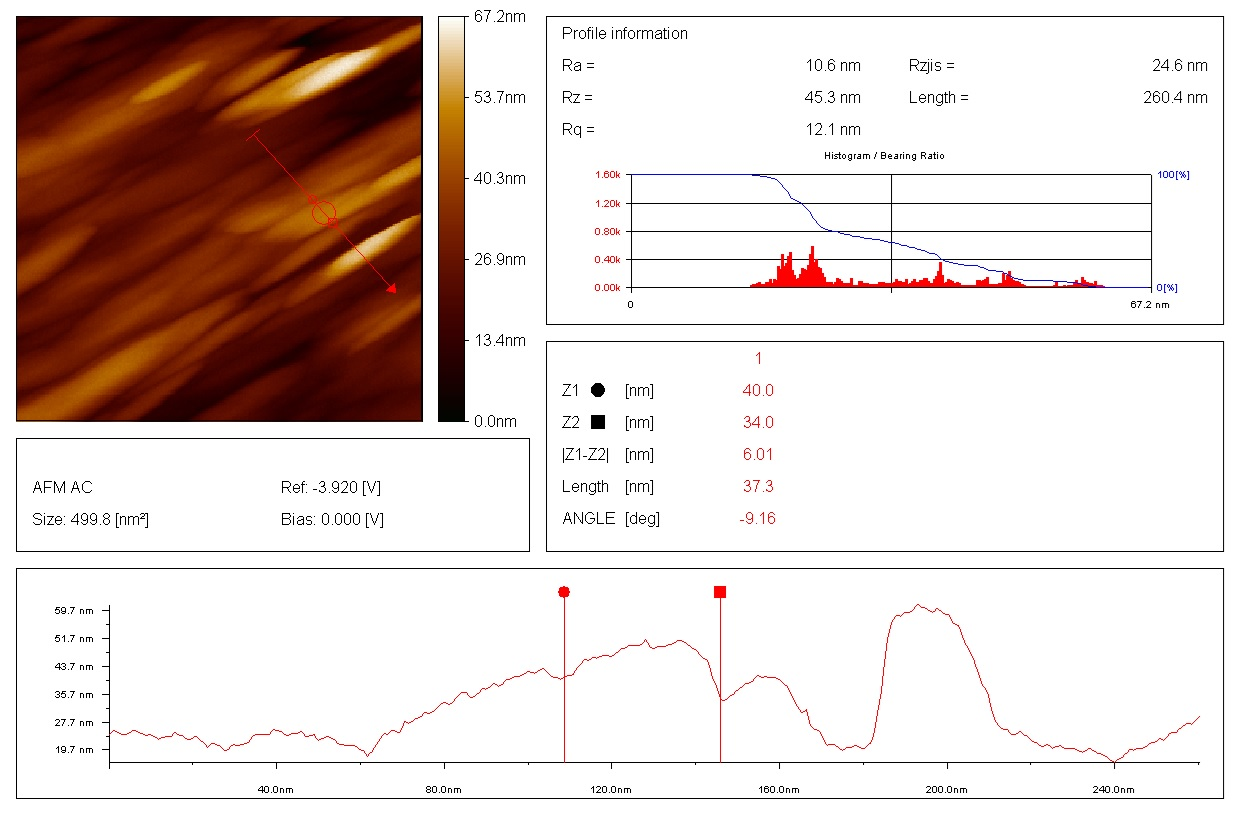 67.2nm
53.7nm
40.3nm
26.9nm
13.4nm
0.0nm
Profile information
Ra = 10.6 nm Rzjis = 24.6 nm
Rz = 45.3 nm Length = 260.4 nm
Rq = 12.1 nm
Histogram / Bearing Ratio
1.60k 100[%]
1.20k
0.80k
0.40k
0.00k 0[%]
0 67.2 nm
1
Z1 [nm] 40.0
Z2 [nm] 34.0
|Z1-Z2| [nm] 6.01
Length [nm] 37.3
ANGLE [deg] -9.16
AFM AC Ref: -3.920 [V]
Size: 499.8 [nm²] Bias: 0.000 [V]
59.7 nm
51.7 nm
43.7 nm
35.7 nm
27.7 nm
19.7 nm
40.0nm 80.0nm 120.0nm 160.0nm 200.0nm 240.0nm